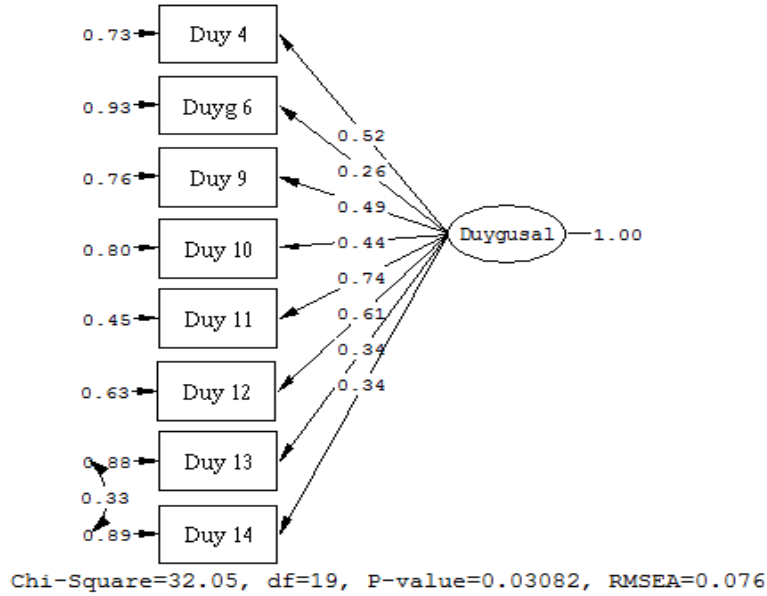 0.73 Duy 4
0.93 Duyg 6
0.52
0.26
0.76 Duy 9
0.49
0.80 Duy 10
0.44
Duygusal 1.00
0.74
0.45 Duy 11
0.61
0.34
0.63 Duy 12
0.34
0.88 Duy 13
0.33
0.89 Duy 14
Chi-Square=32.05, df=19, P-value=0.03082, RMSEA=0.076